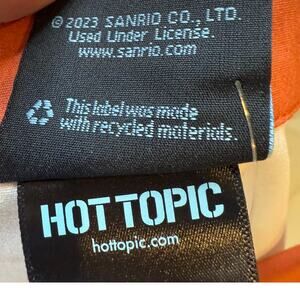 © 2023 SANRIO CO., LTD.
Used Under License.
www.sanrio.com
This label was made
with recycled materials.
HOT TOPIC
hottopic.com